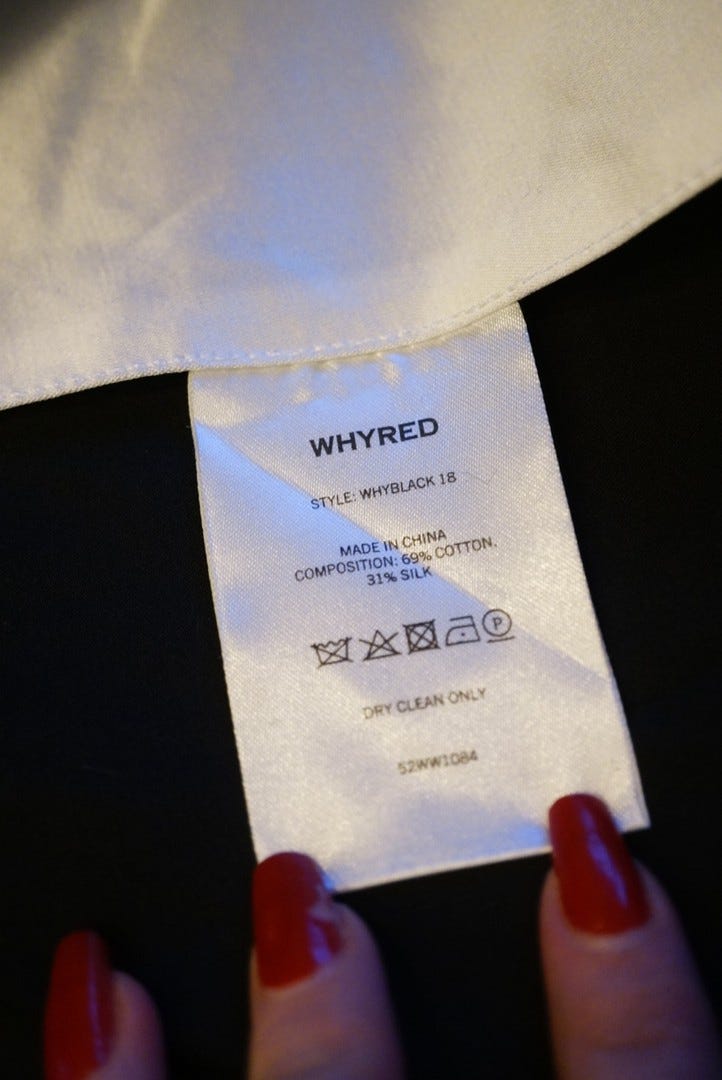 WHYRED
STYLE: WHYBLACK 18
MADE IN CHINA
COMPOSITION: 69% COTTON,
31% SILK
P
DRY CLEAN ONLY
52WW1084